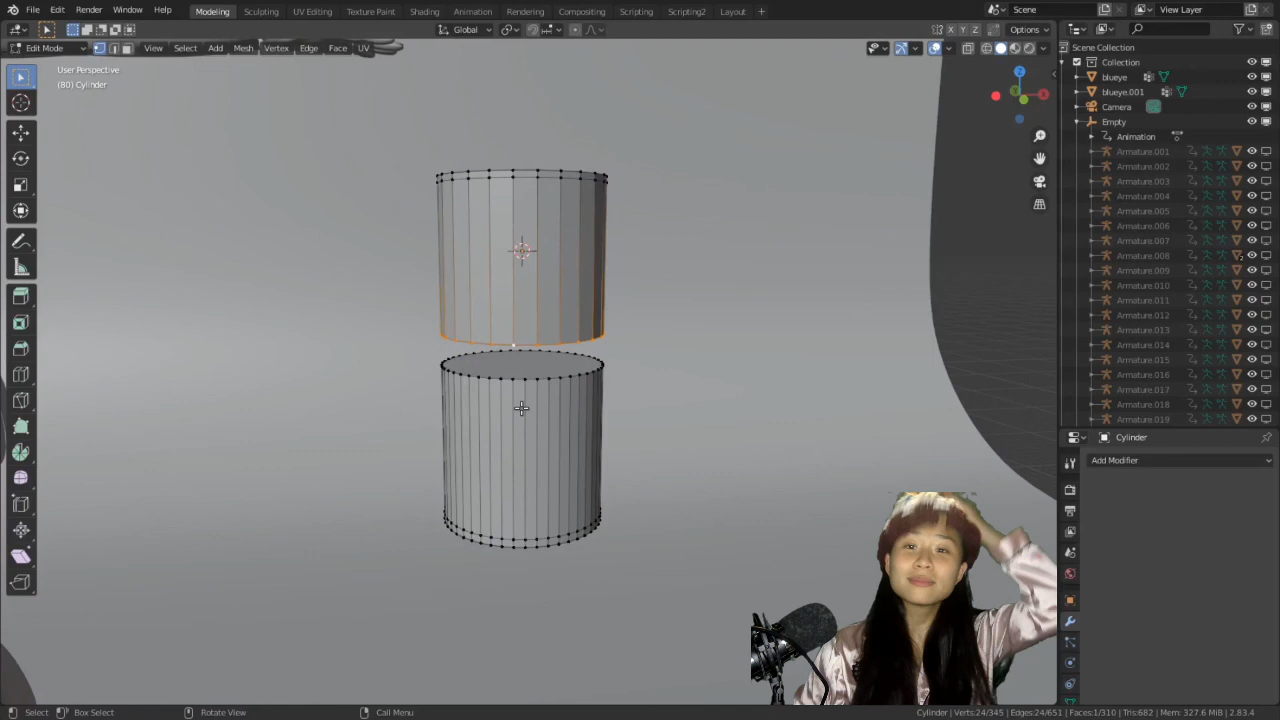 File Edit Render Window Help Modeling Sculpting UV Editing Texture Paint Shading Animation Rendering Compositing Scripting Scripting2 Layout + Scene View Layer
Global X Y Z Options
Edit Mode View Select Add Mesh Vertex Edge Face UV
Scene Collection
Collection
User Perspective
(80) Cylinder
Z
Y
X
blueye
blueye.001
Camera
Empty
Animation
Armature.001
Armature.002
Armature.003
Armature.004
Armature.005
Armature.006
Armature.007
Armature.008 2
Armature.009
Armature.010
Armature.011
Armature.012
Armature.013
Armature.014
Armature.015
Armature.016
Armature.017
Armature.018
Armature.019
Cylinder
Add Modifier
Select Box Select Rotate View Call Menu Cylinder | Verts:24/345 | Edges:24/651 | Faces:1/310 | Tris:682 | Mem: 327.6 MiB | 2.83.4